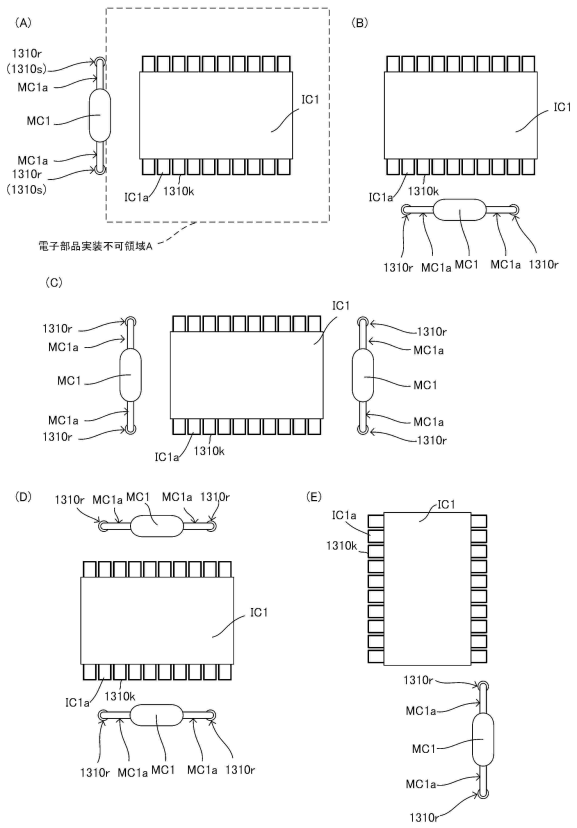 (A)
1310r
(1310s)
MC1a
MC1
MC1a
1310r
(1310s)
IC1
IC1a
1310k
電子部品実装不可領域A
(B)
IC1
IC1a
1310k
1310r
MC1a
MC1
MC1a
1310r
(C)
1310r
MC1a
MC1
MC1a
1310r
IC1
IC1a
1310k
1310r
MC1a
MC1
MC1a
1310r
(D)
1310r
MC1a
MC1
MC1a
1310r
IC1
IC1a
1310k
1310r
MC1a
MC1
MC1a
1310r
(E)
IC1
IC1a
1310k
1310r
MC1a
MC1
MC1a
1310r